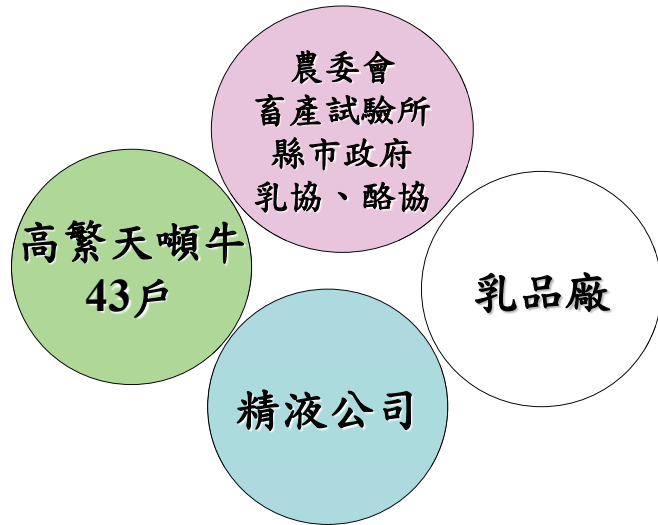 農委會
畜產試驗所
縣市政府
乳協、酪協
高繁天噸牛
43戶
乳品廠
精液公司